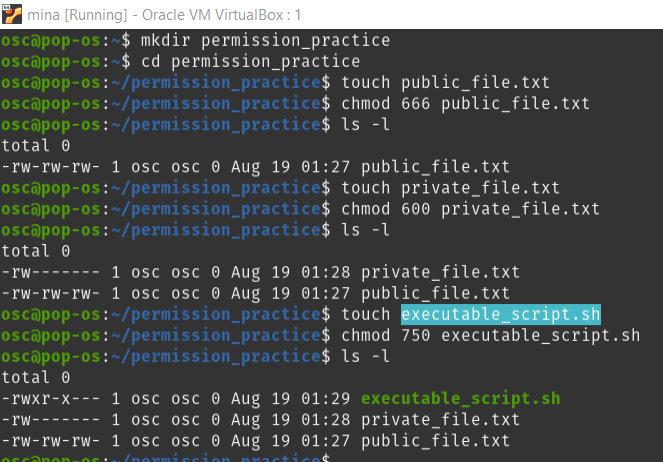 mina [Running] - Oracle VM VirtualBox : 1
osc@pop-os:~$ mkdir permission_practice
osc@pop-os:~$ cd permission_practice
osc@pop-os:~/permission_practice$ touch public_file.txt
osc@pop-os:~/permission_practice$ chmod 666 public_file.txt
osc@pop-os:~/permission_practice$ ls -l
total 0
-rw-rw-rw- 1 osc osc 0 Aug 19 01:27 public_file.txt
osc@pop-os:~/permission_practice$ touch private_file.txt
osc@pop-os:~/permission_practice$ chmod 600 private_file.txt
osc@pop-os:~/permission_practice$ ls -l
total 0
-rw------- 1 osc osc 0 Aug 19 01:28 private_file.txt
-rw-rw-rw- 1 osc osc 0 Aug 19 01:27 public_file.txt
osc@pop-os:~/permission_practice$ touch executable_script.sh
osc@pop-os:~/permission_practice$ chmod 750 executable_script.sh
osc@pop-os:~/permission_practice$ ls -l
total 0
-rwxr-x--- 1 osc osc 0 Aug 19 01:29 executable_script.sh
-rw------- 1 osc osc 0 Aug 19 01:28 private_file.txt
-rw-rw-rw- 1 osc osc 0 Aug 19 01:27 public_file.txt
osc@pop-os:~/permission_practice$